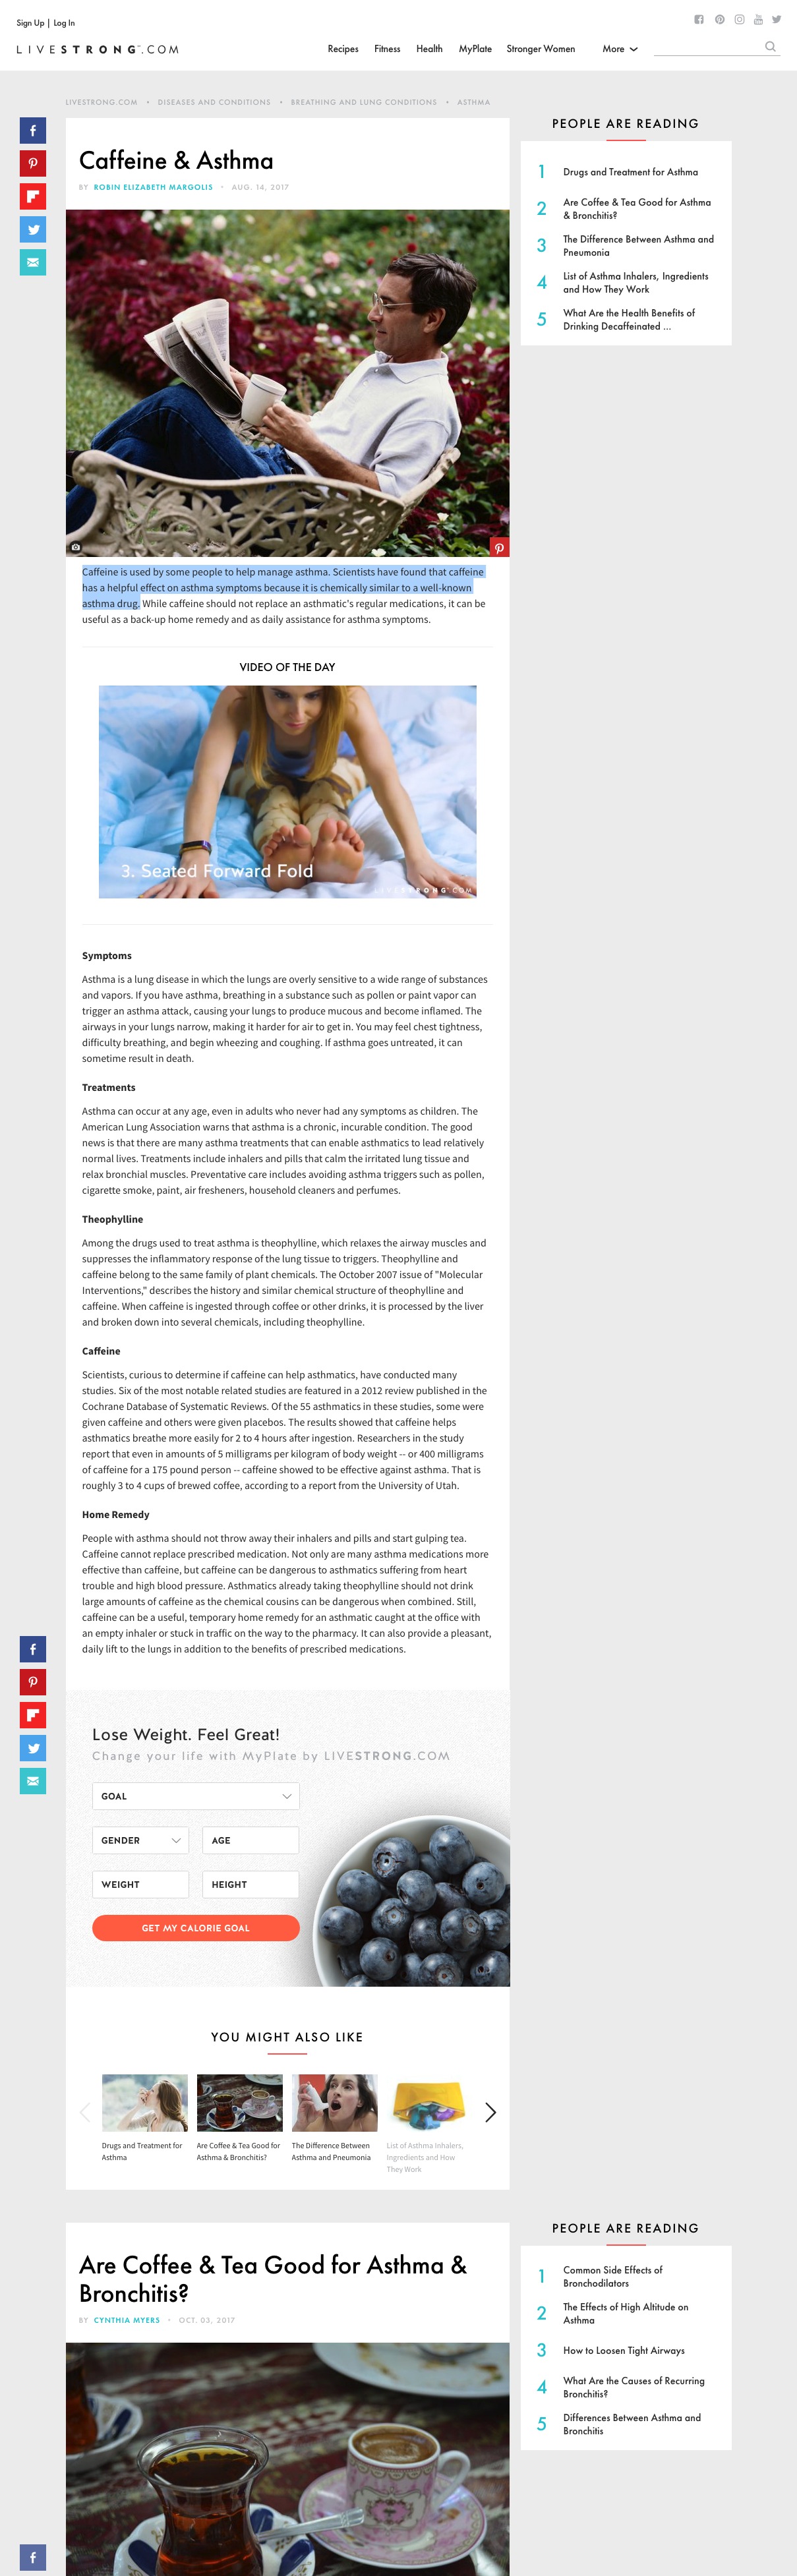 Sign Up | Log In
LIVESTRONG.COM
Recipes Fitness Health MyPlate Stronger Women More
LIVESTRONG.COM • DISEASES AND CONDITIONS • BREATHING AND LUNG CONDITIONS • ASTHMA
Caffeine & Asthma
BY ROBIN ELIZABETH MARGOLIS • AUG. 14, 2017
PEOPLE ARE READING
1 Drugs and Treatment for Asthma
2 Are Coffee & Tea Good for Asthma
& Bronchitis?
3 The Difference Between Asthma and
Pneumonia
4 List of Asthma Inhalers, Ingredients
and How They Work
5 What Are the Health Benefits of
Drinking Decaffeinated ...
Caffeine is used by some people to help manage asthma. Scientists have found that caffeine
has a helpful effect on asthma symptoms because it is chemically similar to a well-known
asthma drug. While caffeine should not replace an asthmatic's regular medications, it can be
useful as a back-up home remedy and as daily assistance for asthma symptoms.
VIDEO OF THE DAY
3. Seated Forward Fold
LIVESTRONG.COM
Symptoms
Asthma is a lung disease in which the lungs are overly sensitive to a wide range of substances
and vapors. If you have asthma, breathing in a substance such as pollen or paint vapor can
trigger an asthma attack, causing your lungs to produce mucous and become inflamed. The
airways in your lungs narrow, making it harder for air to get in. You may feel chest tightness,
difficulty breathing, and begin wheezing and coughing. If asthma goes untreated, it can
sometime result in death.
Treatments
Asthma can occur at any age, even in adults who never had any symptoms as children. The
American Lung Association warns that asthma is a chronic, incurable condition. The good
news is that there are many asthma treatments that can enable asthmatics to lead relatively
normal lives. Treatments include inhalers and pills that calm the irritated lung tissue and
relax bronchial muscles. Preventative care includes avoiding asthma triggers such as pollen,
cigarette smoke, paint, air fresheners, household cleaners and perfumes.
Theophylline
Among the drugs used to treat asthma is theophylline, which relaxes the airway muscles and
suppresses the inflammatory response of the lung tissue to triggers. Theophylline and
caffeine belong to the same family of plant chemicals. The October 2007 issue of "Molecular
Interventions," describes the history and similar chemical structure of theophylline and
caffeine. When caffeine is ingested through coffee or other drinks, it is processed by the liver
and broken down into several chemicals, including theophylline.
Caffeine
Scientists, curious to determine if caffeine can help asthmatics, have conducted many
studies. Six of the most notable related studies are featured in a 2012 review published in the
Cochrane Database of Systematic Reviews. Of the 55 asthmatics in these studies, some were
given caffeine and others were given placebos. The results showed that caffeine helps
asthmatics breathe more easily for 2 to 4 hours after ingestion. Researchers in the study
report that even in amounts of 5 milligrams per kilogram of body weight -- or 400 milligrams
of caffeine for a 175 pound person -- caffeine showed to be effective against asthma. That is
roughly 3 to 4 cups of brewed coffee, according to a report from the University of Utah.
Home Remedy
People with asthma should not throw away their inhalers and pills and start gulping tea.
Caffeine cannot replace prescribed medication. Not only are many asthma medications more
effective than caffeine, but caffeine can be dangerous to asthmatics suffering from heart
trouble and high blood pressure. Asthmatics already taking theophylline should not drink
large amounts of caffeine as the chemical cousins can be dangerous when combined. Still,
caffeine can be a useful, temporary home remedy for an asthmatic caught at the office with
an empty inhaler or stuck in traffic on the way to the pharmacy. It can also provide a pleasant,
daily lift to the lungs in addition to the benefits of prescribed medications.
Lose Weight. Feel Great!
Change your life with MyPlate by LIVESTRONG.COM
GOAL
GENDER AGE
WEIGHT HEIGHT
GET MY CALORIE GOAL
YOU MIGHT ALSO LIKE
Drugs and Treatment for
Asthma
Are Coffee & Tea Good for
Asthma & Bronchitis?
The Difference Between
Asthma and Pneumonia
List of Asthma Inhalers,
Ingredients and How
They Work
Are Coffee & Tea Good for Asthma &
Bronchitis?
BY CYNTHIA MYERS • OCT. 03, 2017
PEOPLE ARE READING
1 Common Side Effects of
Bronchodilators
2 The Effects of High Altitude on
Asthma
3 How to Loosen Tight Airways
4 What Are the Causes of Recurring
Bronchitis?
5 Differences Between Asthma and
Bronchitis